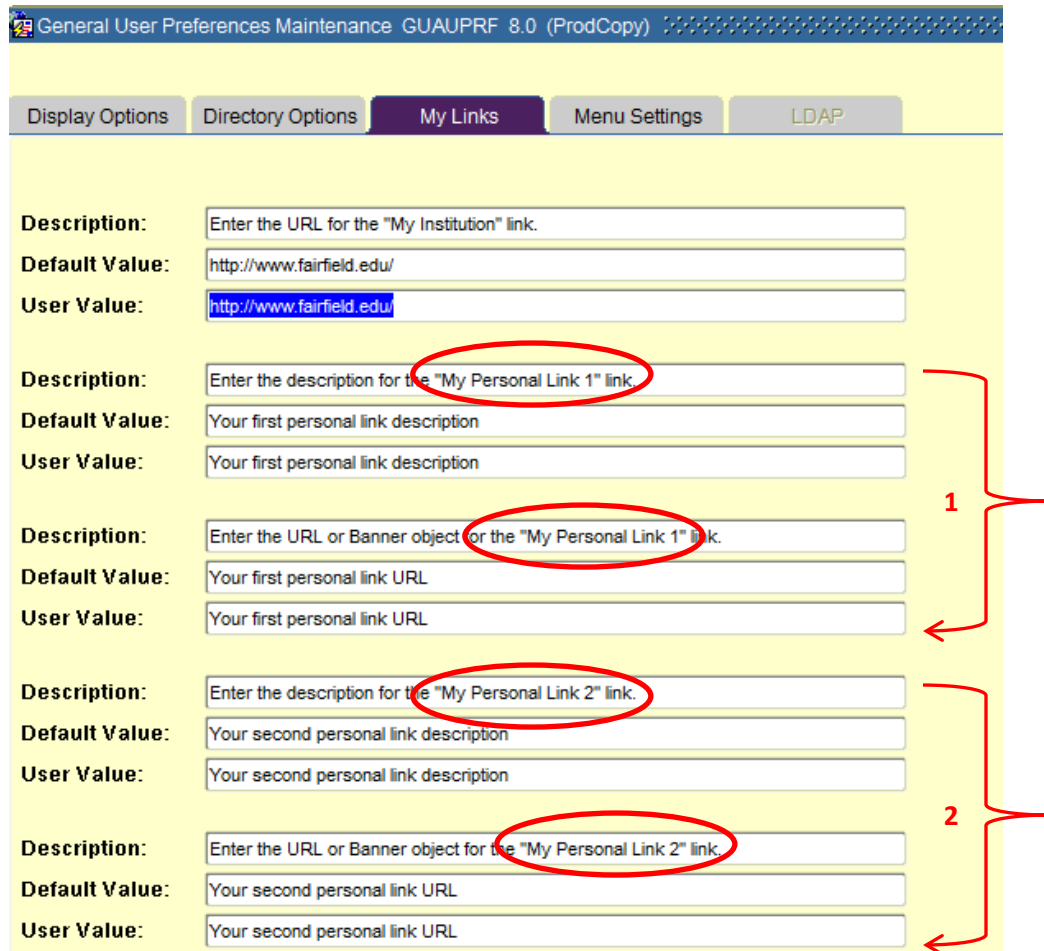 General User Preferences Maintenance GUAUPRF 8.0 (ProdCopy)
Display Options Directory Options My Links Menu Settings LDAP
Description: Enter the URL for the "My Institution" link.
Default Value: http://www.fairfield.edu/
User Value: http://www.fairfield.edu/
Description: Enter the description for the "My Personal Link 1" link.
Default Value: Your first personal link description
User Value: Your first personal link description
1
Description: Enter the URL or Banner object for the "My Personal Link 1" link.
Default Value: Your first personal link URL
User Value: Your first personal link URL
Description: Enter the description for the "My Personal Link 2" link.
Default Value: Your second personal link description
User Value: Your second personal link description
2
Description: Enter the URL or Banner object for the "My Personal Link 2" link.
Default Value: Your second personal link URL
User Value: Your second personal link URL